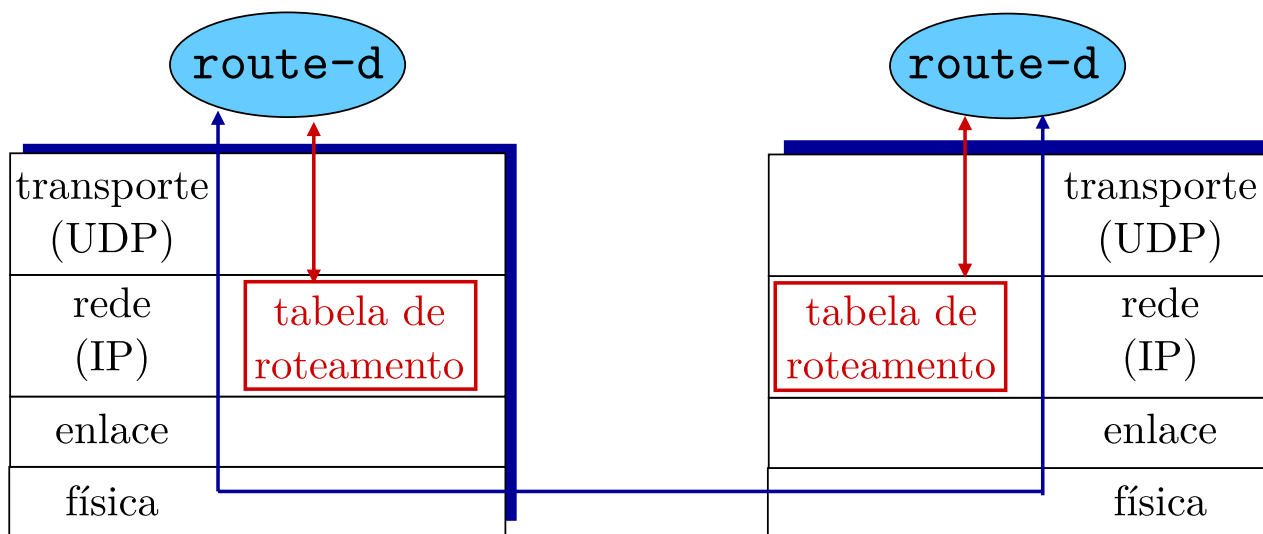 route-d
route-d
transporte
(UDP)
rede
(IP)
tabela de
roteamento
enlace
física
transporte
(UDP)
tabela de
roteamento
rede
(IP)
enlace
física